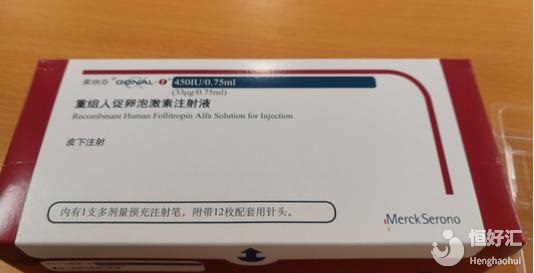 果纳芬® GONAL-f® 450IU/0.75ml
(33μg/0.75ml)
重组人促卵泡激素注射液
Recombinant Human Follitropin Alfa Solution for Injection
皮下注射
内有1支多剂量预充注射笔，附带12枚配套用针头。
MerckSerono
恒好汇
Henghaohui